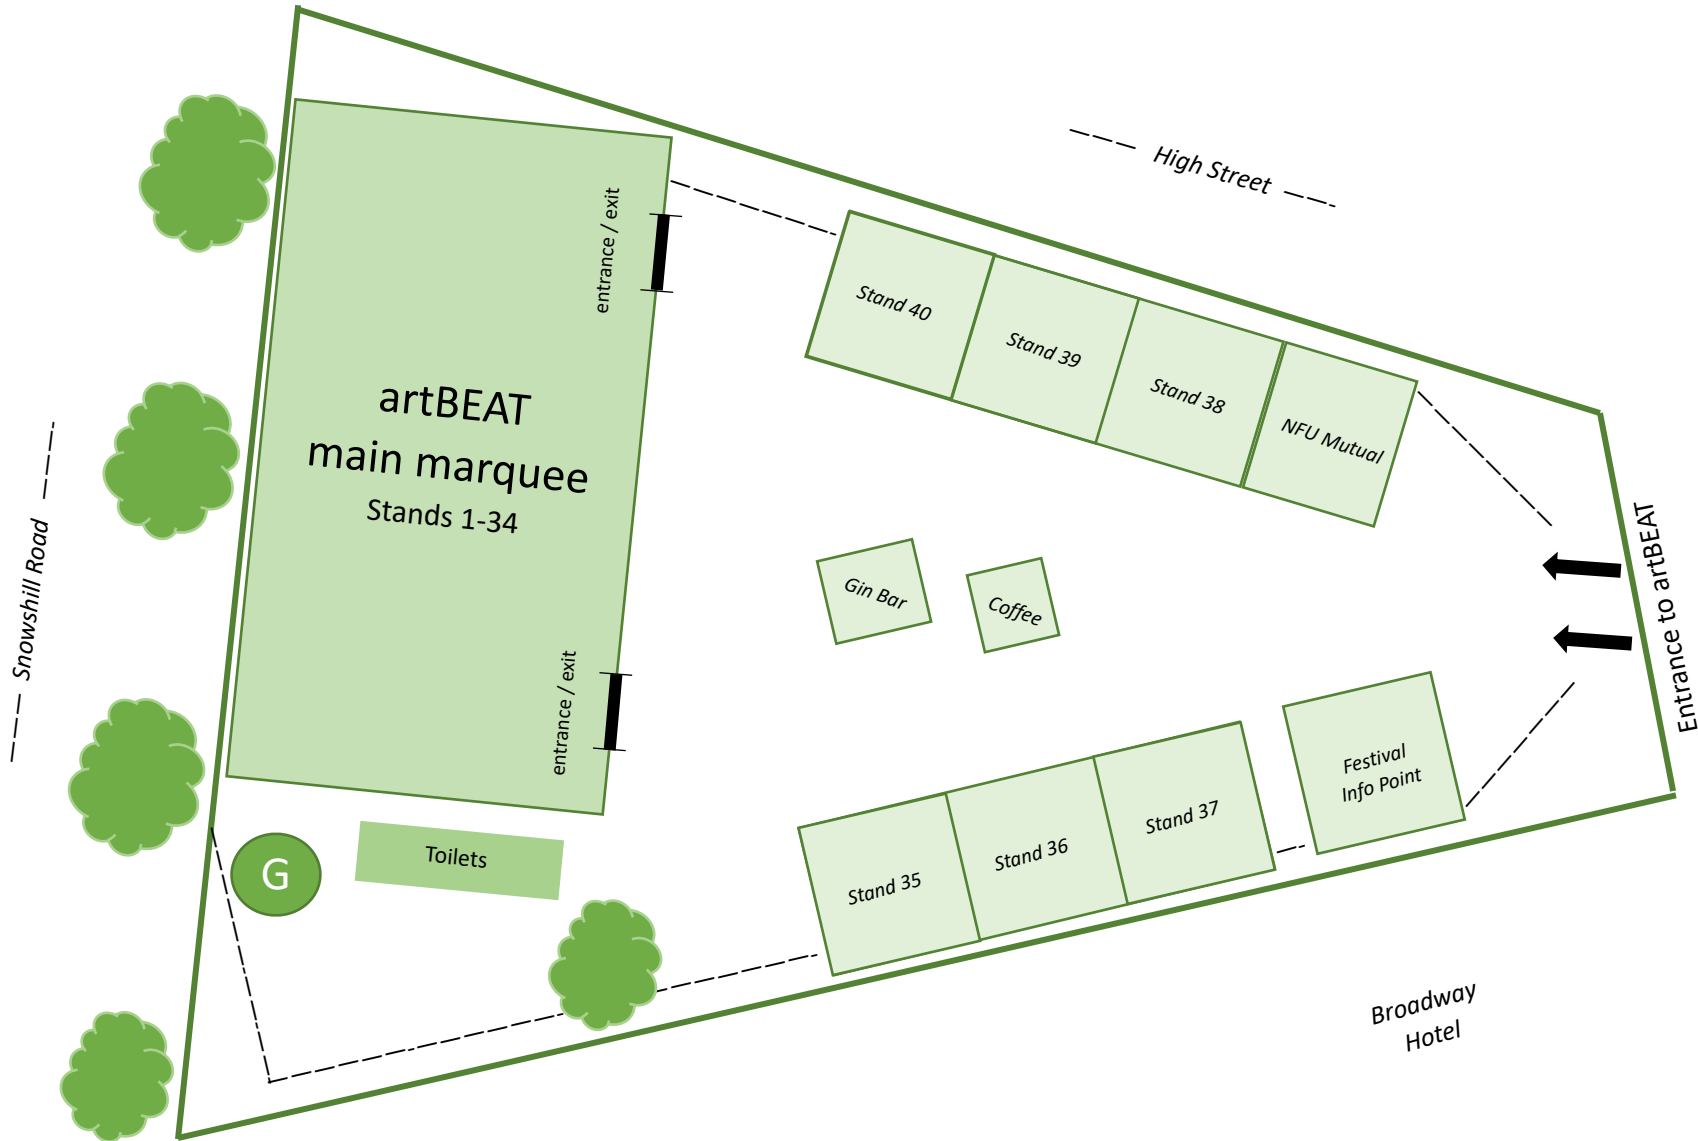 High Street
entrance / exit
Stand 40
Stand 39
Stand 38
NFU Mutual
artBEAT
main marquee
Stands 1-34
Snowshill Road
Gin Bar
Coffee
Entrance to artBEAT
entrance / exit
Festival
Info Point
Stand 37
Stand 36
Stand 35
G
Toilets
Broadway
Hotel